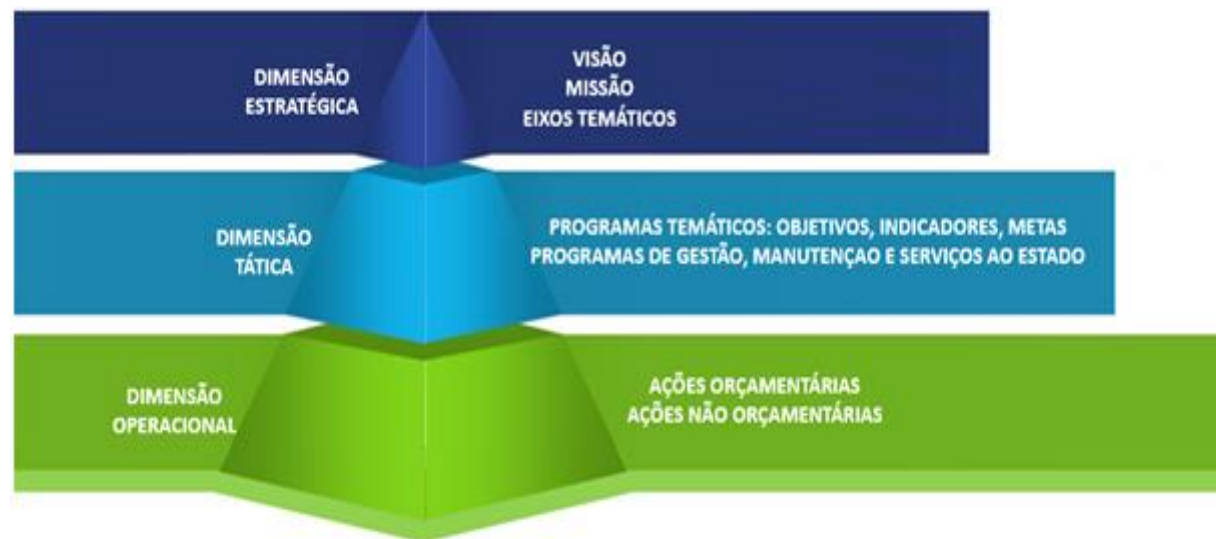 DIMENSÃO
ESTRATÉGICA
VISÃO
MISSÃO
EIXOS TEMÁTICOS
DIMENSÃO
TÁTICA
PROGRAMAS TEMÁTICOS: OBJETIVOS, INDICADORES, METAS
PROGRAMAS DE GESTÃO, MANUTENÇAO E SERVIÇOS AO ESTADO
DIMENSÃO
OPERACIONAL
AÇÕES ORÇAMENTÁRIAS
AÇÕES NÃO ORÇAMENTÁRIAS